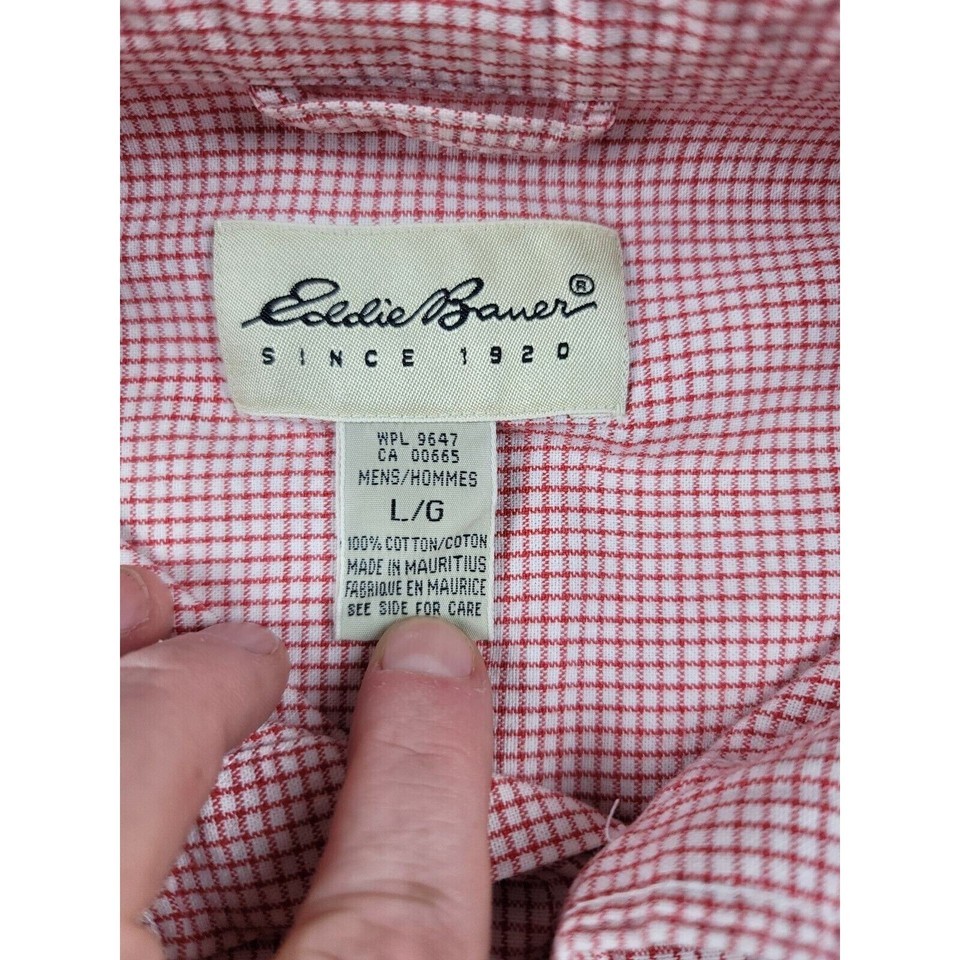 Eddie Bauer®
SINCE 1920
WPL 9647
CA 00665
MENS/HOMMES
L/G
100% COTTON/COTON
MADE IN MAURITIUS
FABRIQUE EN MAURICE
SEE SIDE FOR CARE